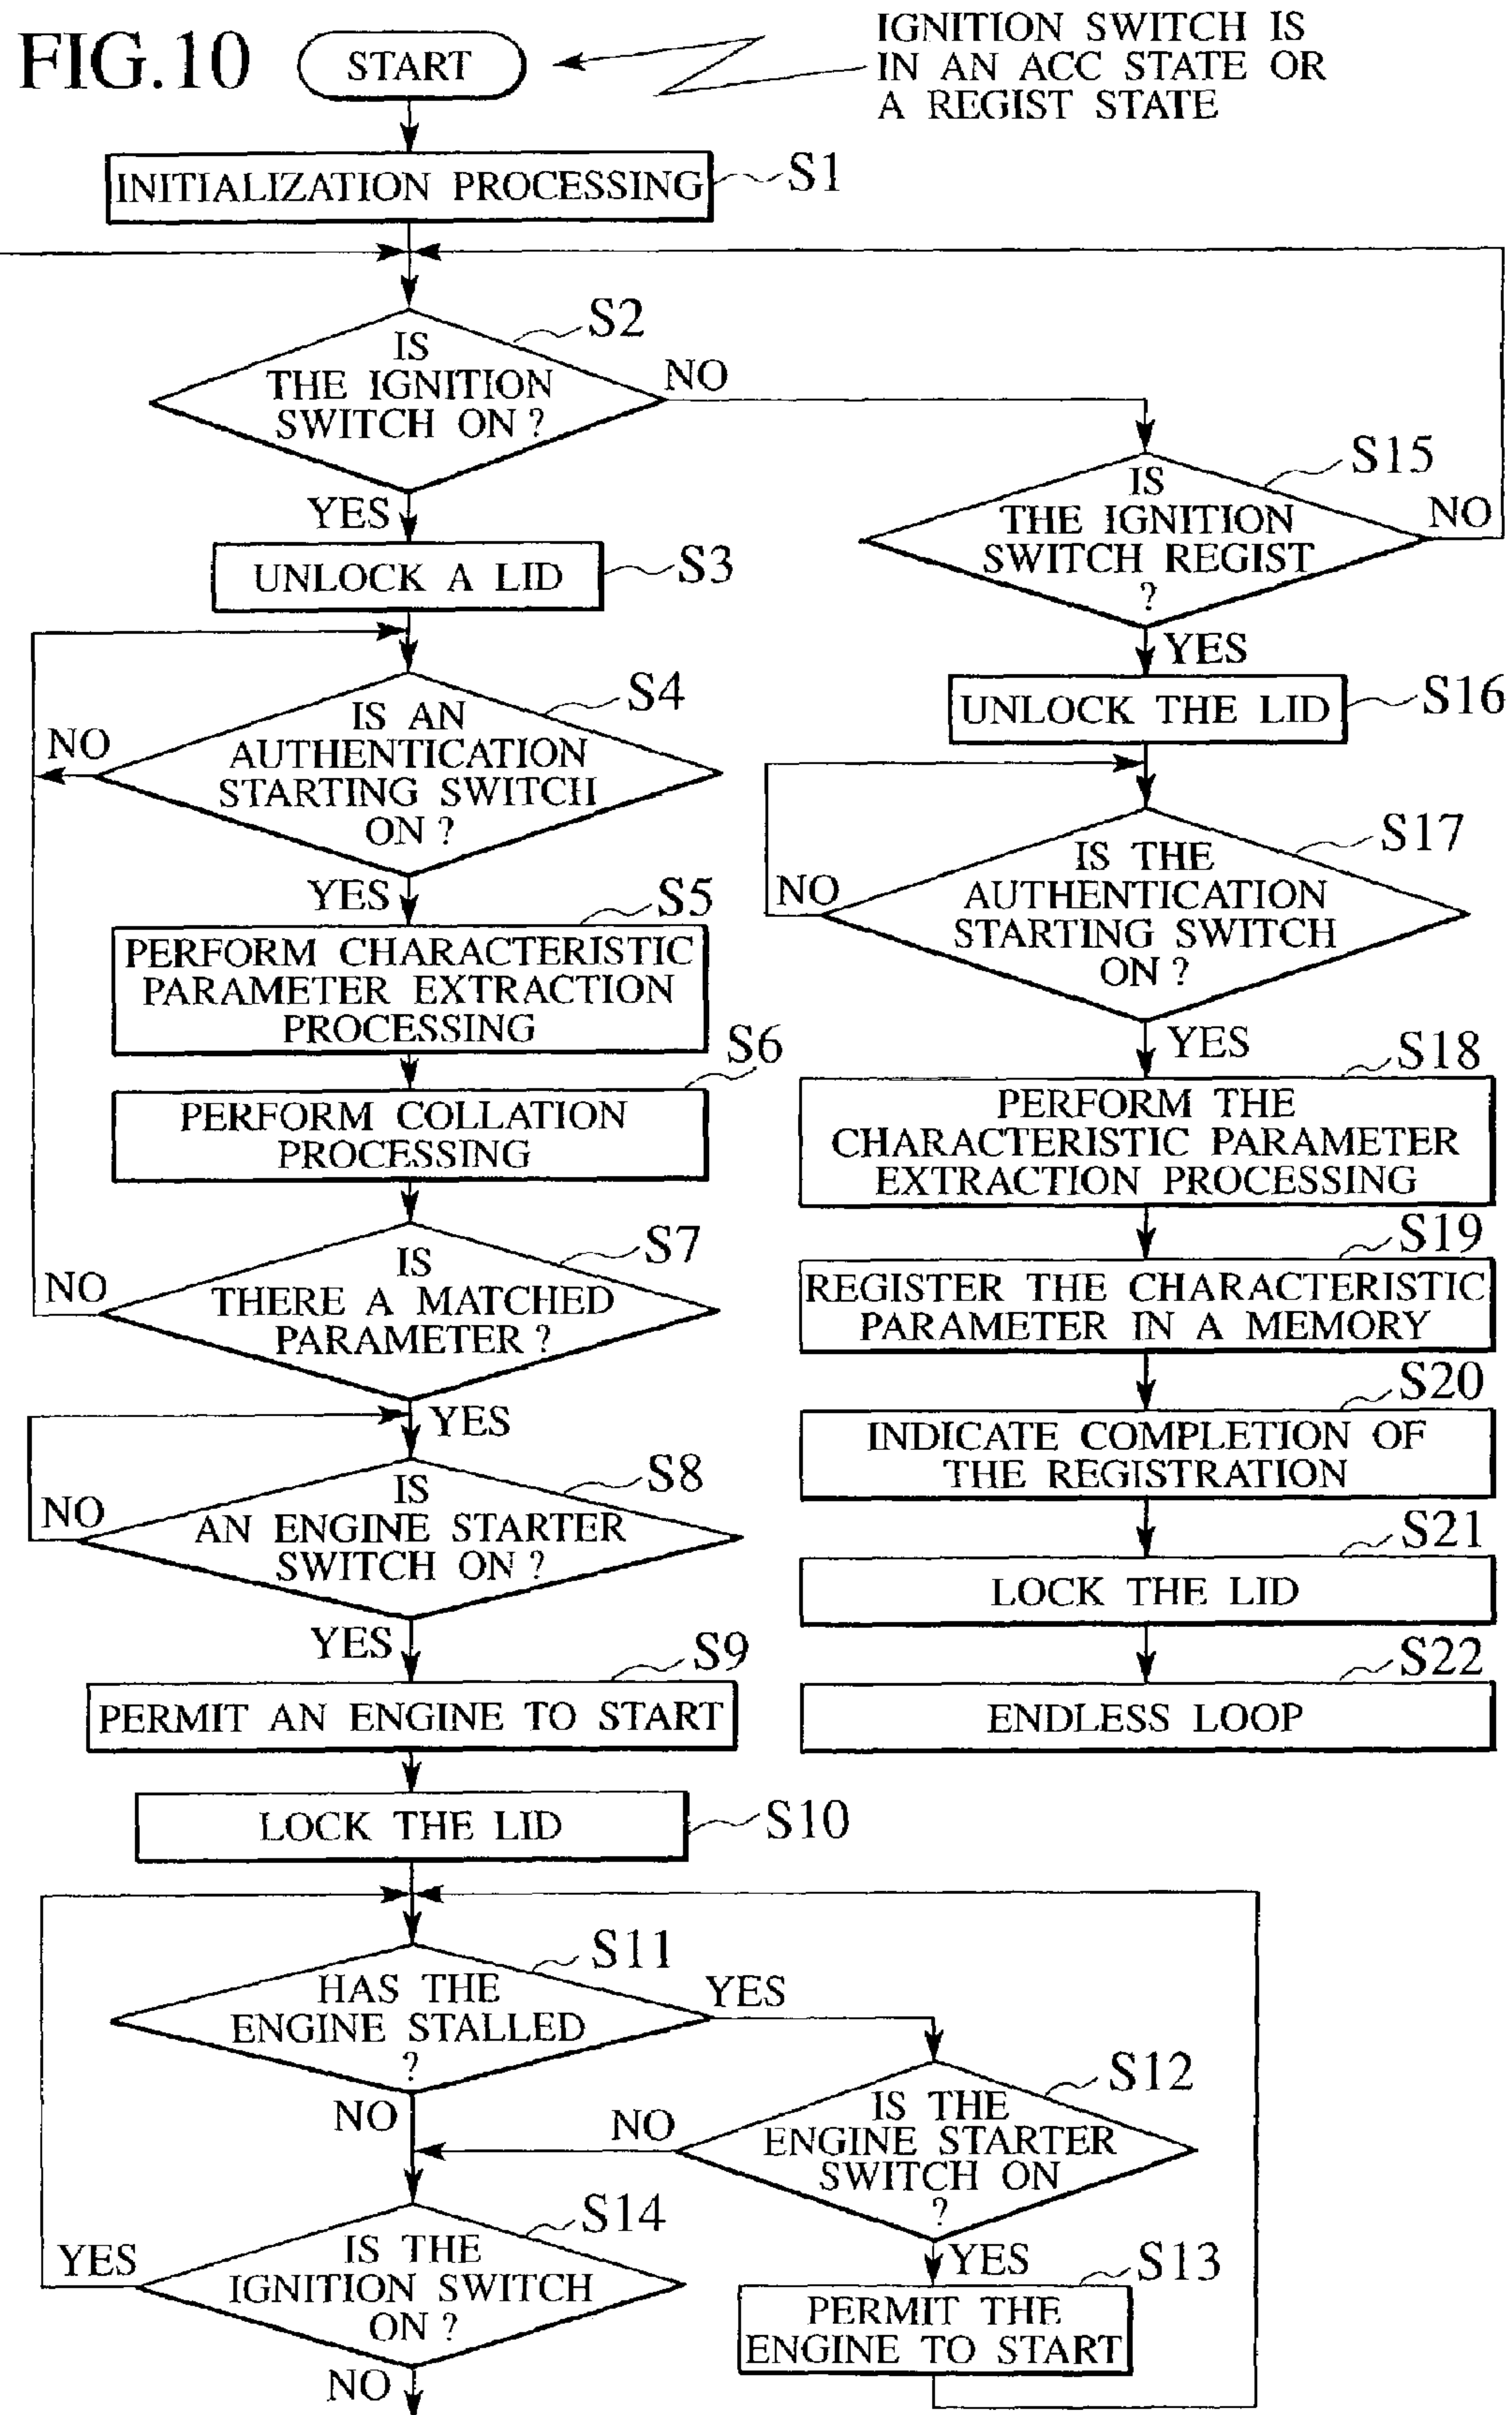 FIG.10
START
IGNITION SWITCH IS
IN AN ACC STATE OR
A REGIST STATE
INITIALIZATION PROCESSING
S1
IS
THE IGNITION
SWITCH ON ?
S2
NO
YES
UNLOCK A LID
S3
IS AN
AUTHENTICATION
STARTING SWITCH
ON ?
S4
NO
YES
PERFORM CHARACTERISTIC
PARAMETER EXTRACTION
PROCESSING
S5
PERFORM COLLATION
PROCESSING
S6
IS
THERE A MATCHED
PARAMETER ?
S7
NO
YES
IS
AN ENGINE STARTER
SWITCH ON ?
S8
NO
YES
PERMIT AN ENGINE TO START
S9
LOCK THE LID
S10
HAS THE
ENGINE STALLED
?
S11
YES
NO
IS THE
ENGINE STARTER
SWITCH ON
?
S12
NO
YES
PERMIT THE
ENGINE TO START
S13
IS THE
IGNITION SWITCH
ON ?
S14
YES
NO
IS
THE IGNITION
SWITCH REGIST
?
S15
NO
YES
UNLOCK THE LID
S16
IS THE
AUTHENTICATION
STARTING SWITCH
ON ?
S17
NO
YES
PERFORM THE
CHARACTERISTIC PARAMETER
EXTRACTION PROCESSING
S18
REGISTER THE CHARACTERISTIC
PARAMETER IN A MEMORY
S19
INDICATE COMPLETION OF
THE REGISTRATION
S20
LOCK THE LID
S21
ENDLESS LOOP
S22